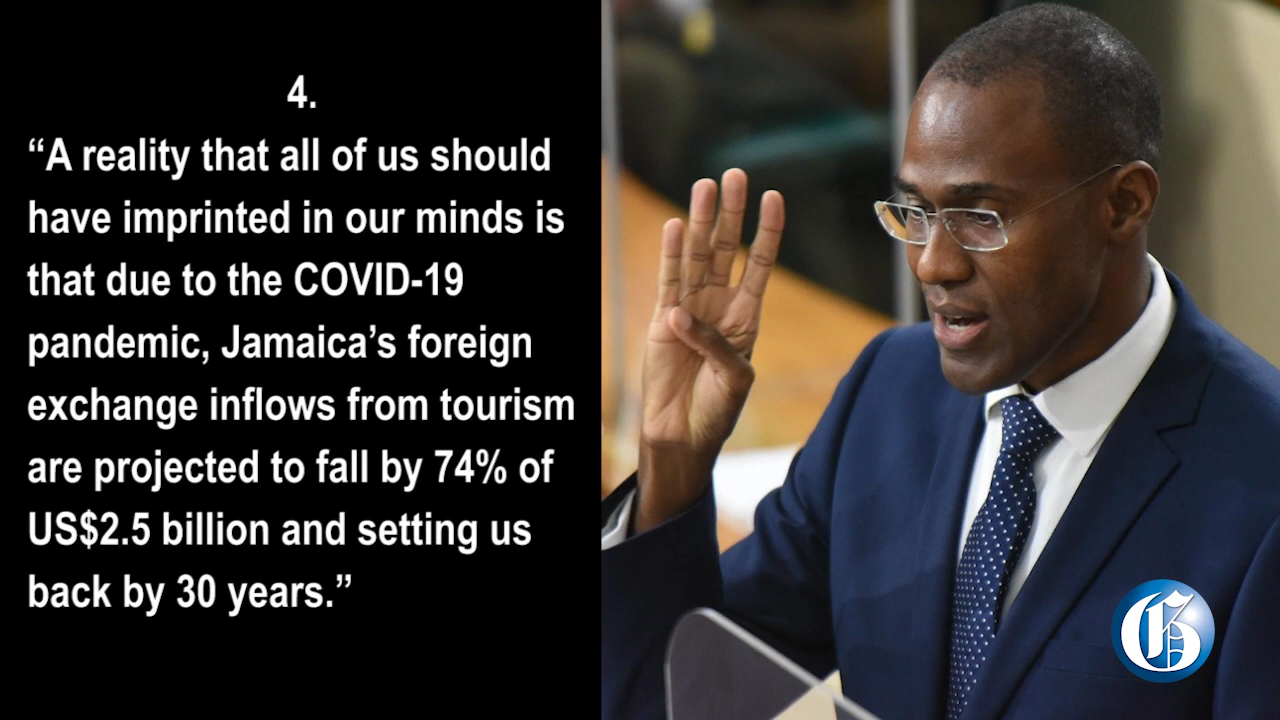 4.
“A reality that all of us should
have imprinted in our minds is
that due to the COVID-19
pandemic, Jamaica’s foreign
exchange inflows from tourism
are projected to fall by 74% of
US$2.5 billion and setting us
back by 30 years.”
G